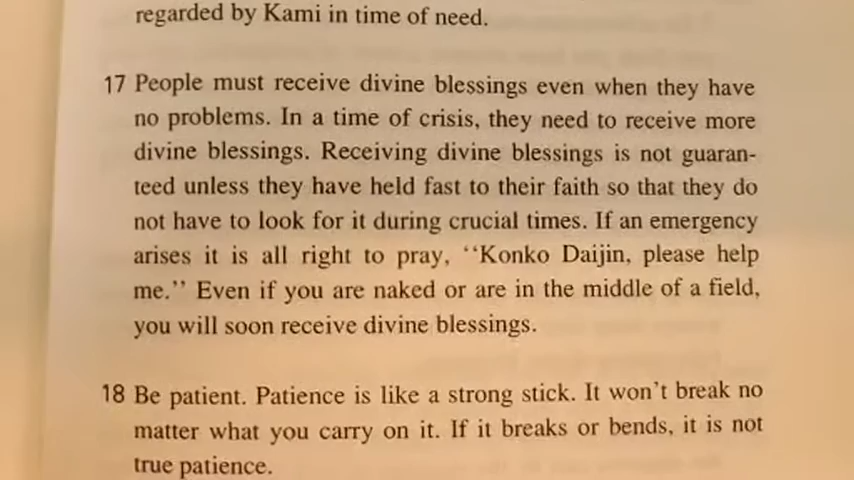 regarded by Kami in time of need.
17 People must receive divine blessings even when they have
no problems. In a time of crisis, they need to receive more
divine blessings. Receiving divine blessings is not guaran-
teed unless they have held fast to their faith so that they do
not have to look for it during crucial times. If an emergency
arises it is all right to pray, ‘‘Konko Daijin, please help
me.’’ Even if you are naked or are in the middle of a field,
you will soon receive divine blessings.
18 Be patient. Patience is like a strong stick. It won’t break no
matter what you carry on it. If it breaks or bends, it is not
true patience.